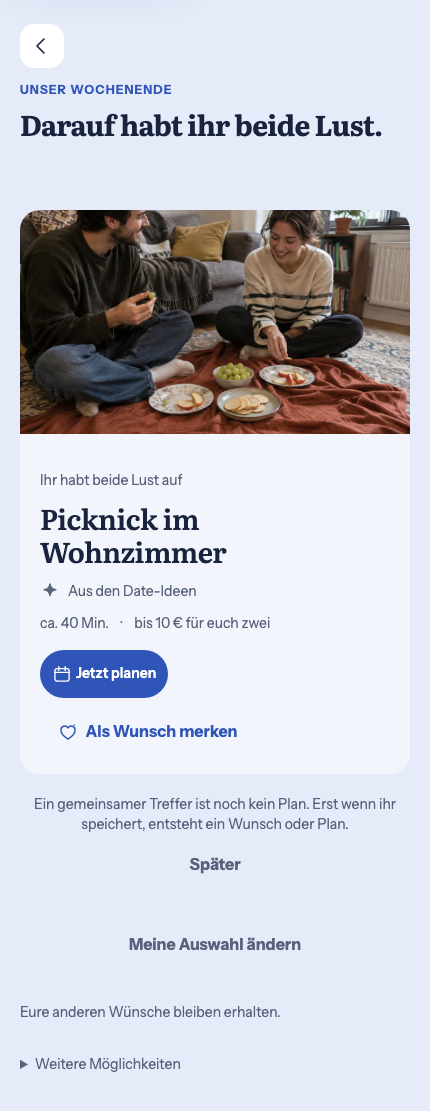 UNSER WOCHENENDE
Darauf habt ihr beide Lust.
Ihr habt beide Lust auf
Picknick im
Wohnzimmer
Aus den Date-Ideen
ca. 40 Min. · bis 10 € für euch zwei
Jetzt planen
Als Wunsch merken
Ein gemeinsamer Treffer ist noch kein Plan. Erst wenn ihr
speichert, entsteht ein Wunsch oder Plan.
Später
Meine Auswahl ändern
Eure anderen Wünsche bleiben erhalten.
Weitere Möglichkeiten